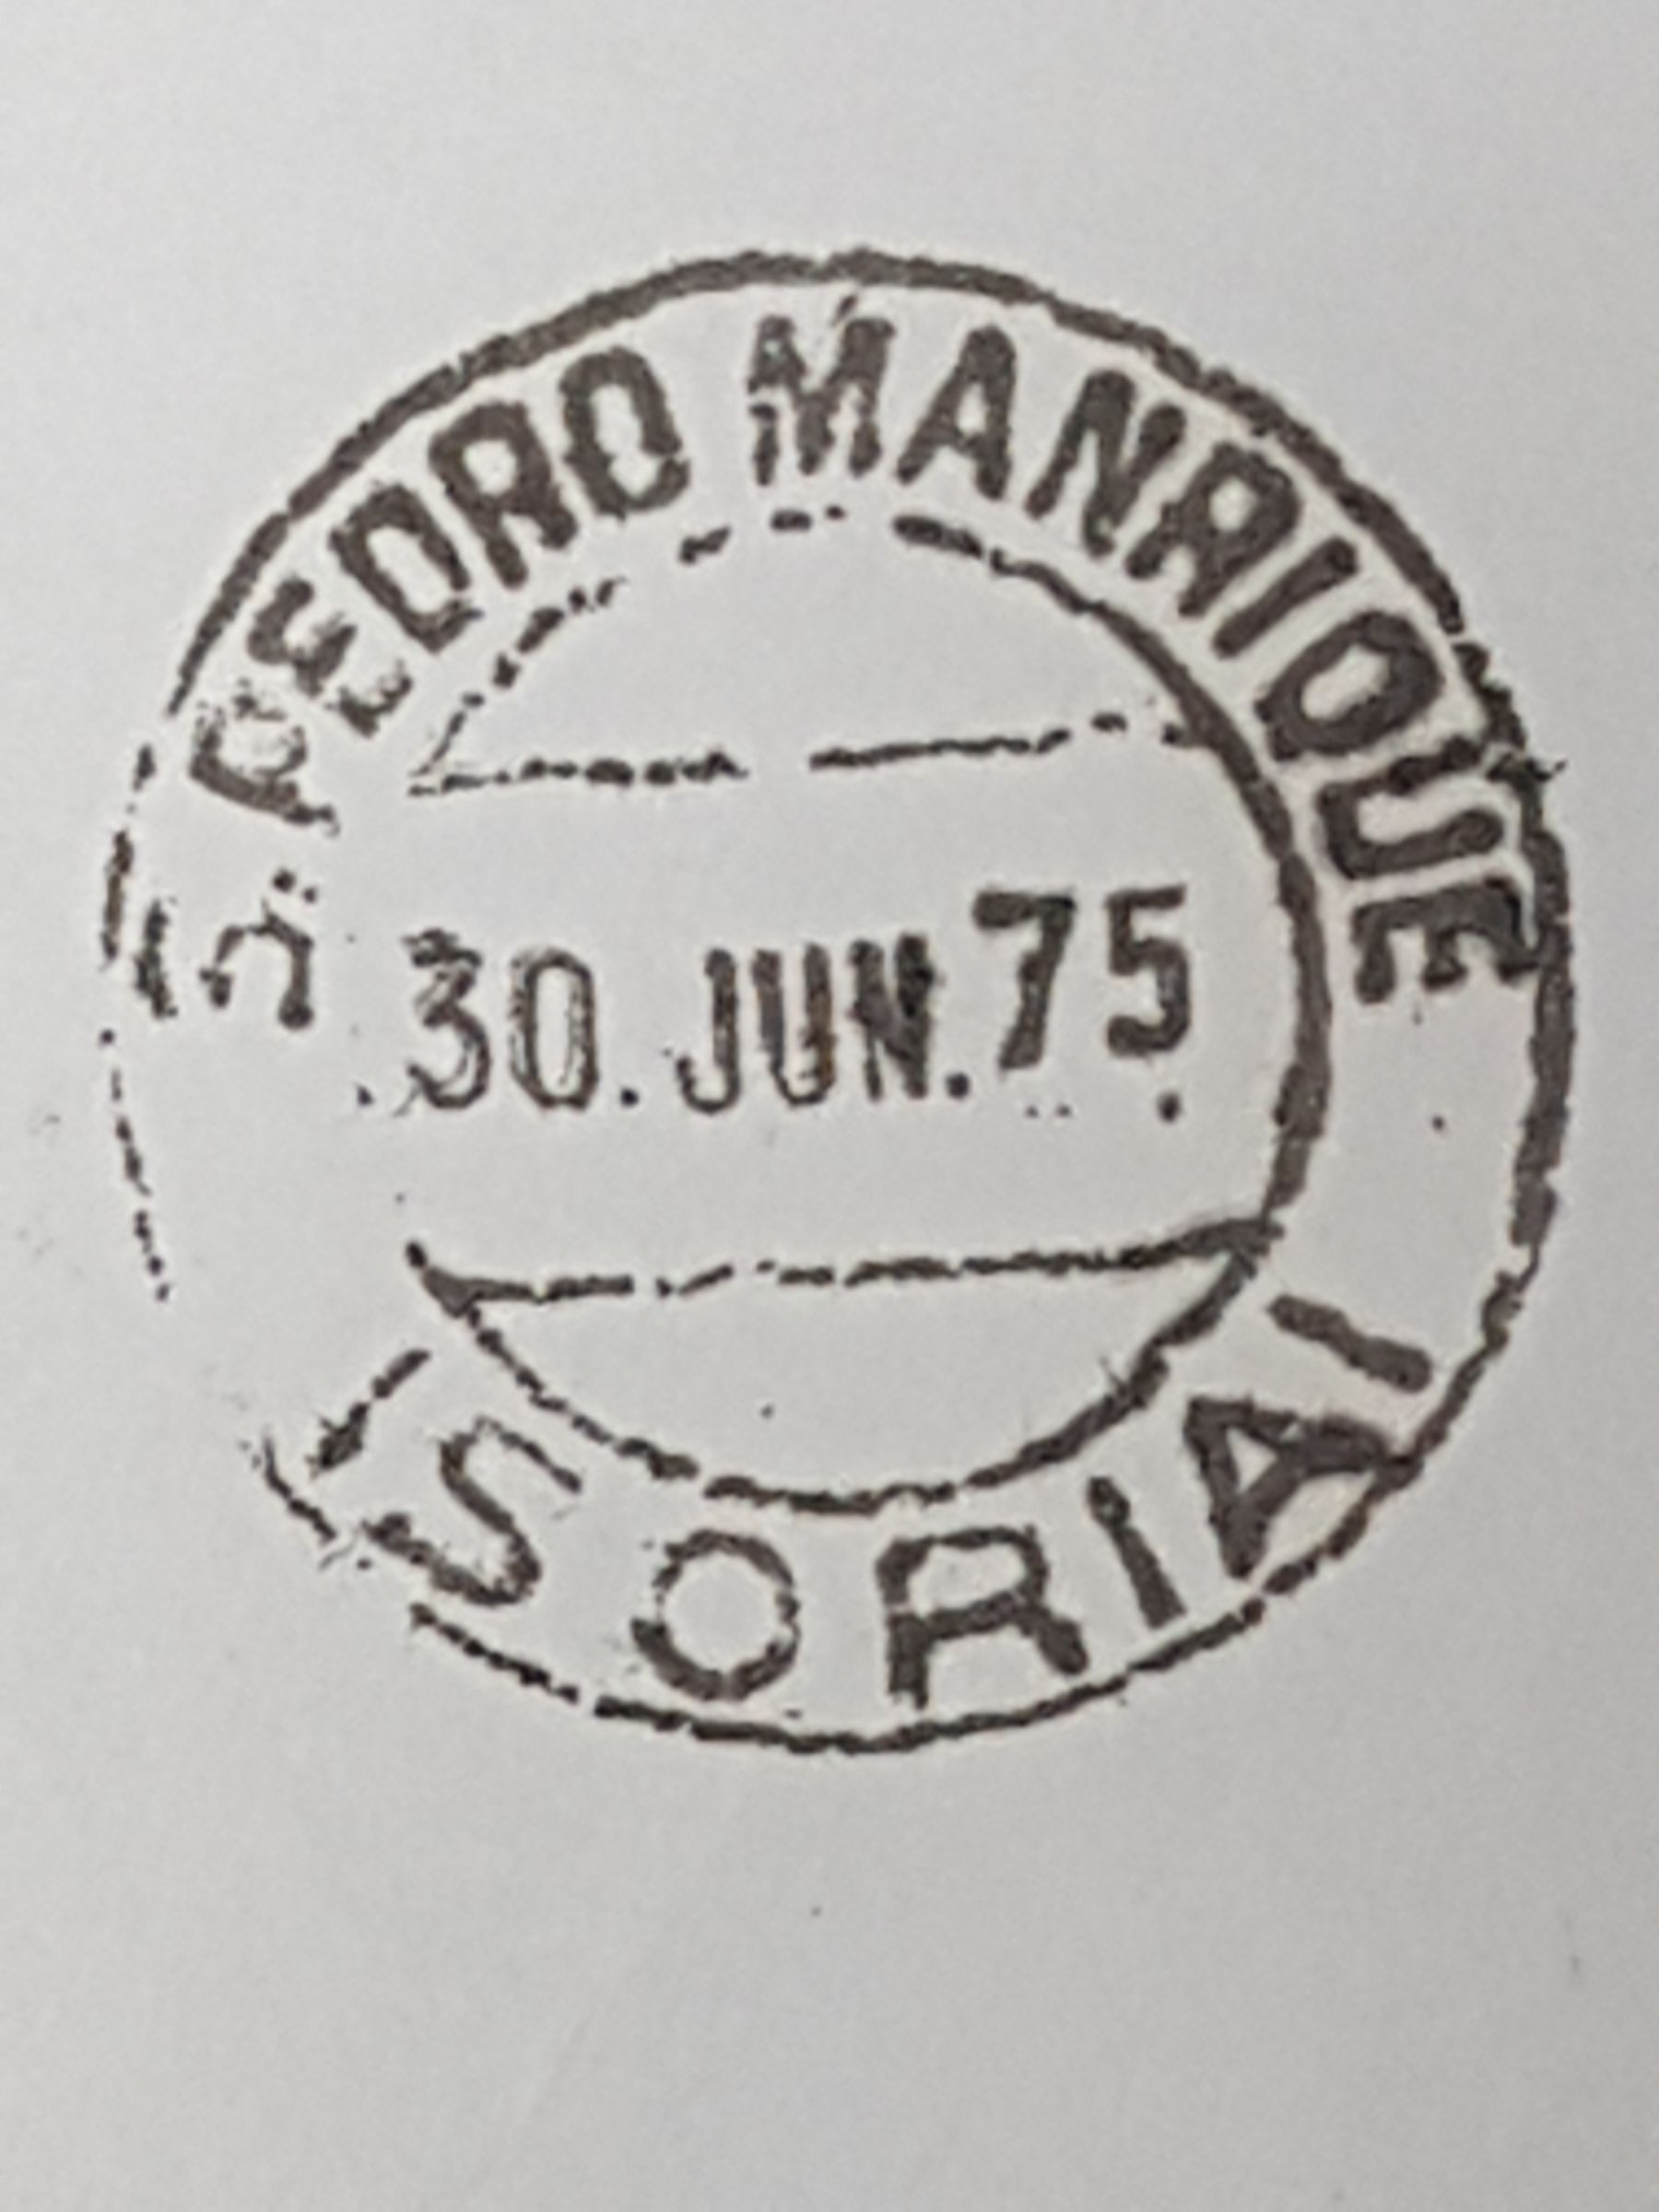 S. PEDRO MANRIQUE
30. JUN. 75
SORIA